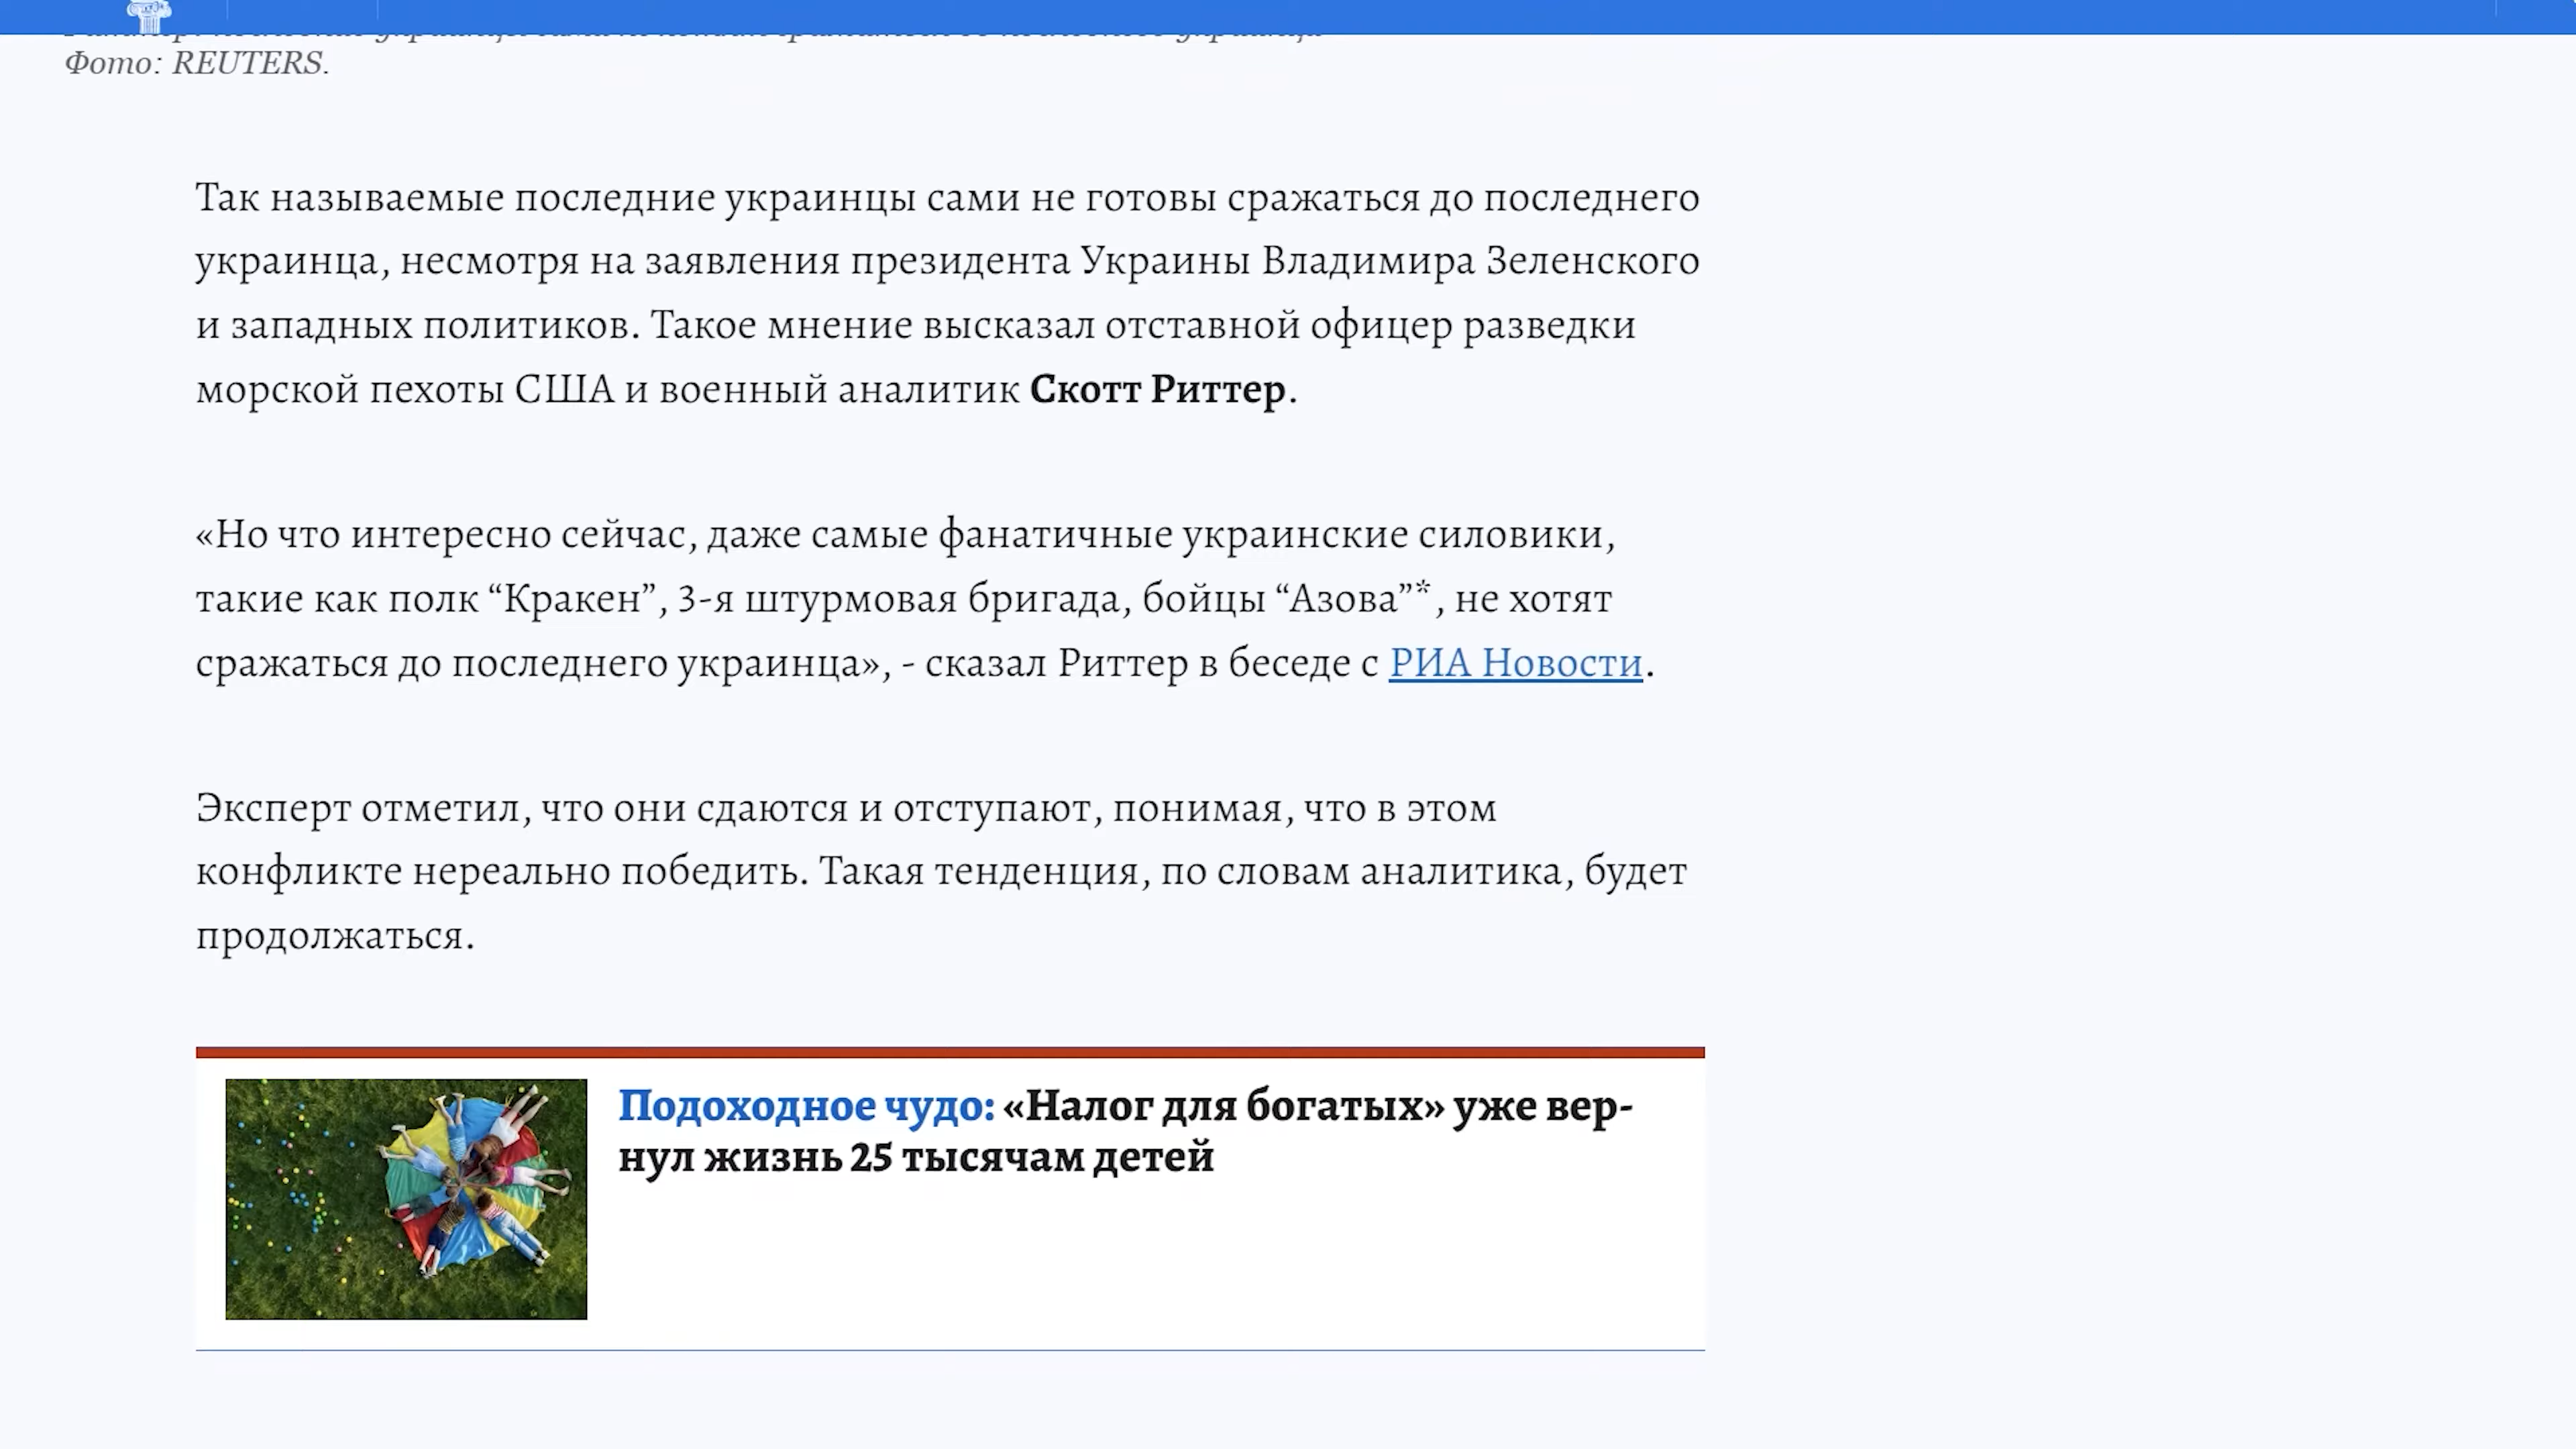 Фото: REUTERS.
Так называемые последние украинцы сами не готовы сражаться до последнего
украинца, несмотря на заявления президента Украины Владимира Зеленского
и западных политиков. Такое мнение высказал отставной офицер разведки
морской пехоты США и военный аналитик Скотт Риттер.
«Но что интересно сейчас, даже самые фанатичные украинские силовики,
такие как полк “Кракен”, 3-я штурмовая бригада, бойцы “Азова”*, не хотят
сражаться до последнего украинца», - сказал Риттер в беседе с РИА Новости.
Эксперт отметил, что они сдаются и отступают, понимая, что в этом
конфликте нереально победить. Такая тенденция, по словам аналитика, будет
продолжаться.
Подоходное чудо: «Налог для богатых» уже вер-
нул жизнь 25 тысячам детей